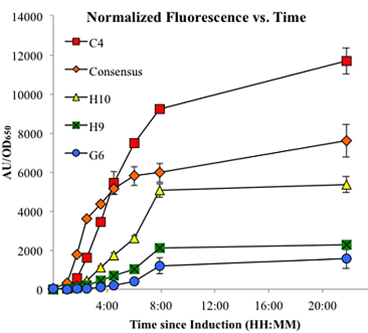 Normalized Fluorescence vs. Time
14000
12000
10000
8000
6000
4000
2000
0
AU/OD650
C4
Consensus
H10
H9
G6
4:00 8:00 12:00 16:00 20:00
Time since Induction (HH:MM)